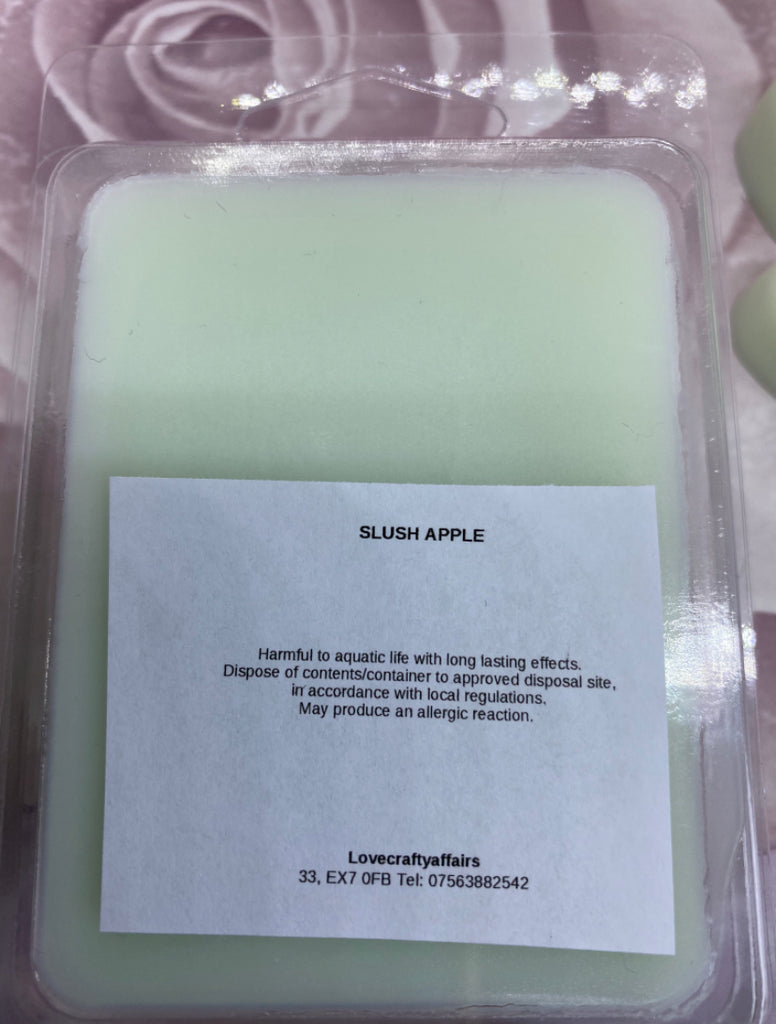 SLUSH APPLE
Harmful to aquatic life with long lasting effects.
Dispose of contents/container to approved disposal site,
in accordance with local regulations.
May produce an allergic reaction.
Lovecraftyaffairs
33, EX7 0FB Tel: 07563882542